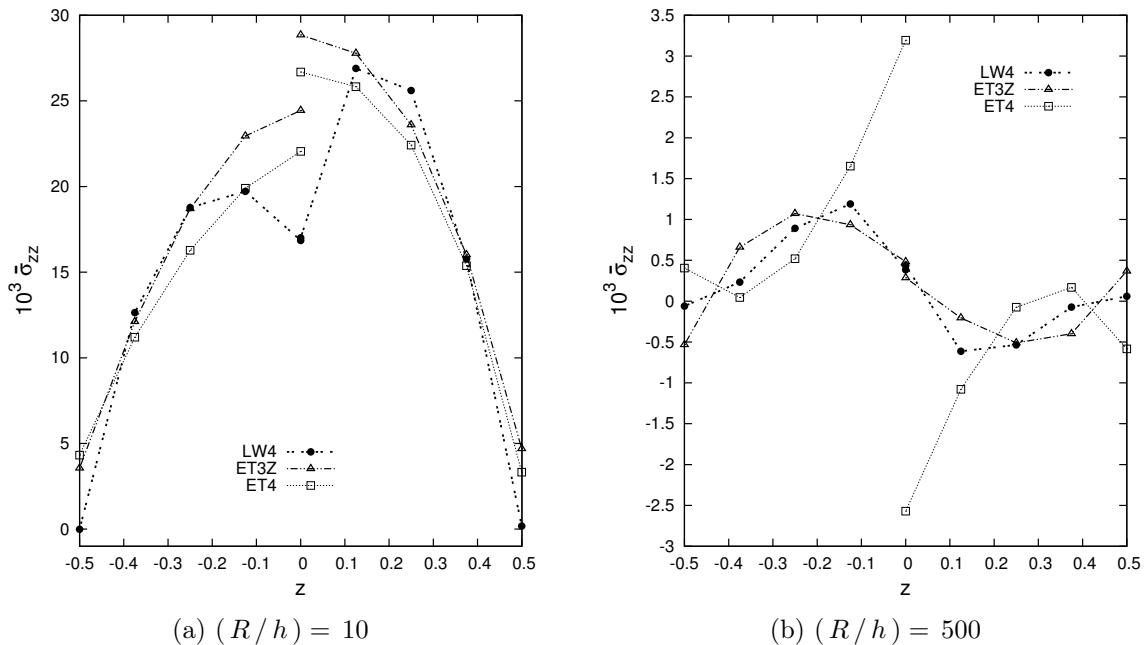 30
25
20
15
10
5
0
-0.5 -0.4 -0.3 -0.2 -0.1 0 0.1 0.2 0.3 0.4 0.5
z
10³ σ̄zz
LW4
ET3Z
ET4
(a) (R/h) = 10
3.5
3
2.5
2
1.5
1
0.5
0
-0.5
-1
-1.5
-2
-2.5
-3
-0.5 -0.4 -0.3 -0.2 -0.1 0 0.1 0.2 0.3 0.4 0.5
z
10³ σ̄zz
LW4
ET3Z
ET4
(b) (R/h) = 500